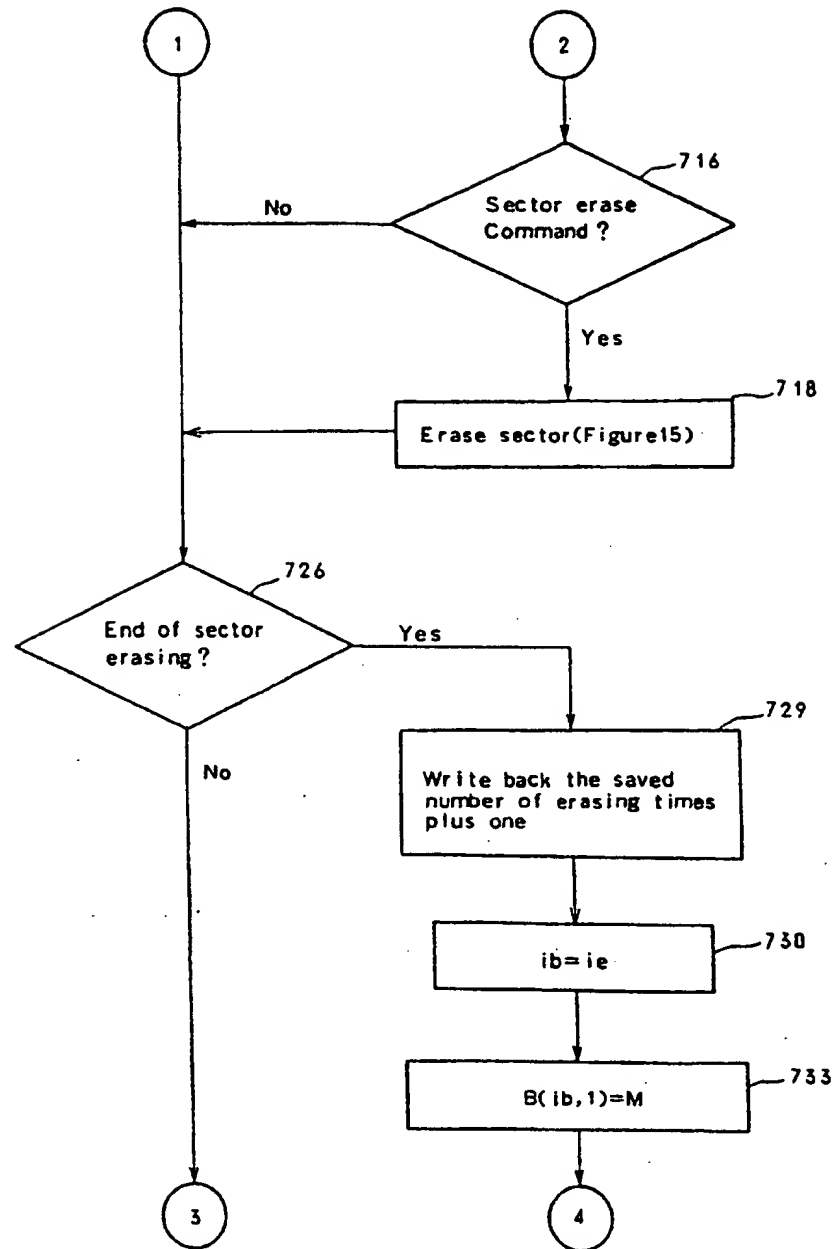 1
2
716
Sector erase
Command?
No
Yes
718
Erase sector(Figure15)
726
End of sector
erasing?
Yes
No
729
Write back the saved
number of erasing times
plus one
730
ib=ie
733
B(ib,1)=M
3
4